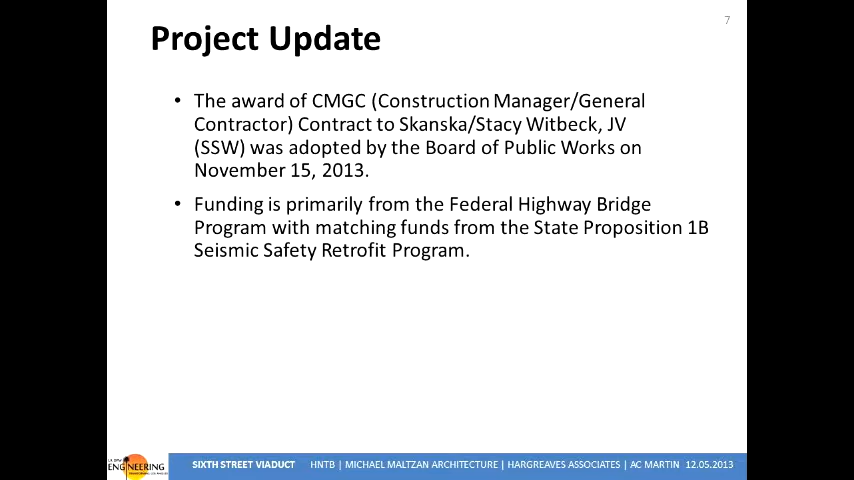 7
Project Update
• The award of CMGC (Construction Manager/General
Contractor) Contract to Skanska/Stacy Witbeck, JV
(SSW) was adopted by the Board of Public Works on
November 15, 2013.
• Funding is primarily from the Federal Highway Bridge
Program with matching funds from the State Proposition 1B
Seismic Safety Retrofit Program.
ENGINEERING
SIXTH STREET VIADUCT HNTB | MICHAEL MALTZAN ARCHITECTURE | HARGREAVES ASSOCIATES | AC MARTIN 12.05.2013